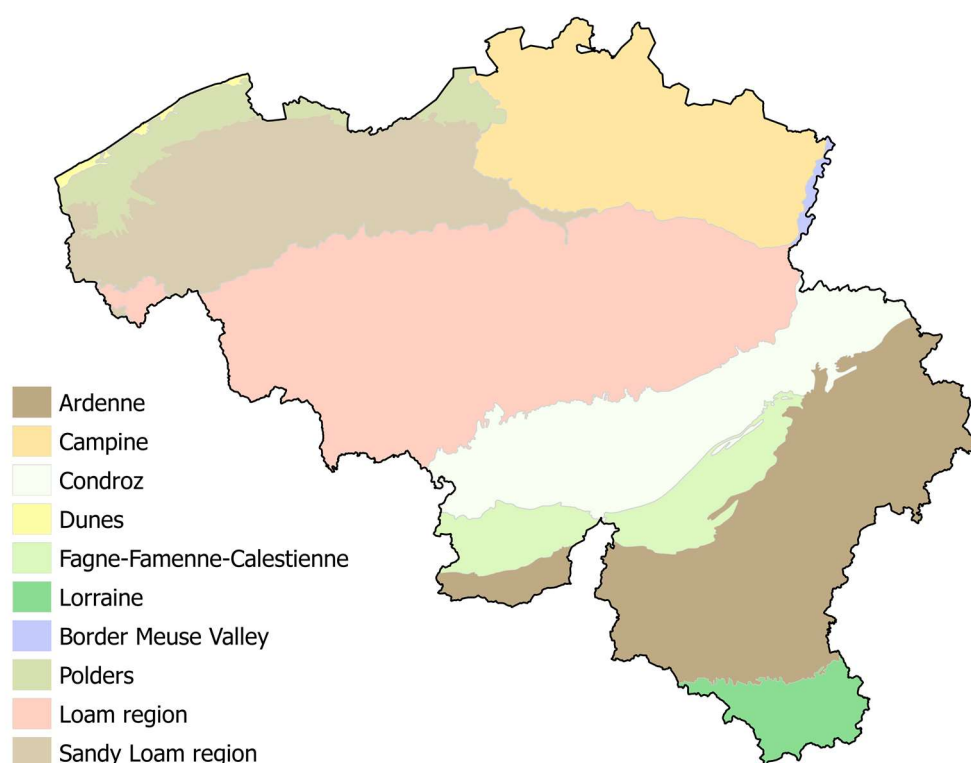 Ardenne
Campine
Condroz
Dunes
Fagne-Famenne-Calestienne
Lorraine
Border Meuse Valley
Polders
Loam region
Sandy Loam region